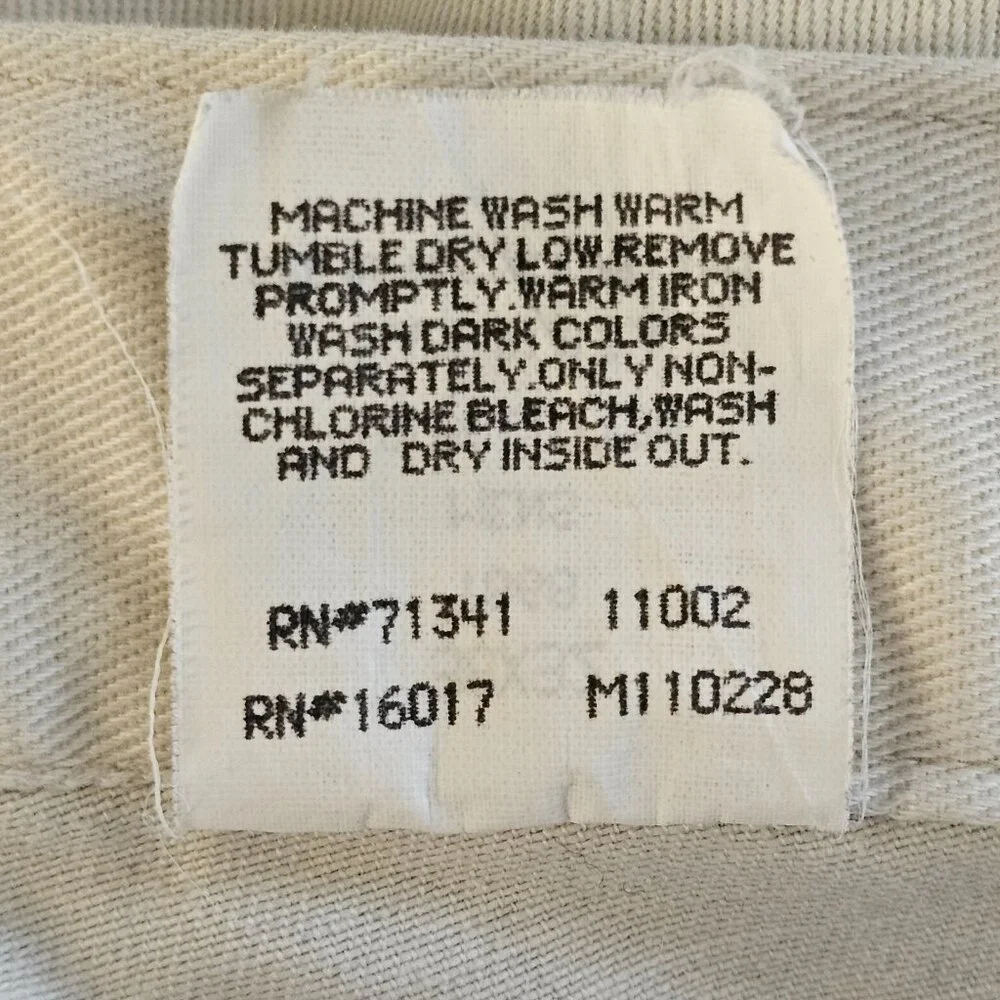 MACHINE WASH WARM
TUMBLE DRY LOW.REMOVE
PROMPTLY.WARM IRON
WASH DARK COLORS
SEPARATELY.ONLY NON-
CHLORINE BLEACH,WASH
AND DRY INSIDE OUT.
RN#71341 11002
RN#16017 M110228